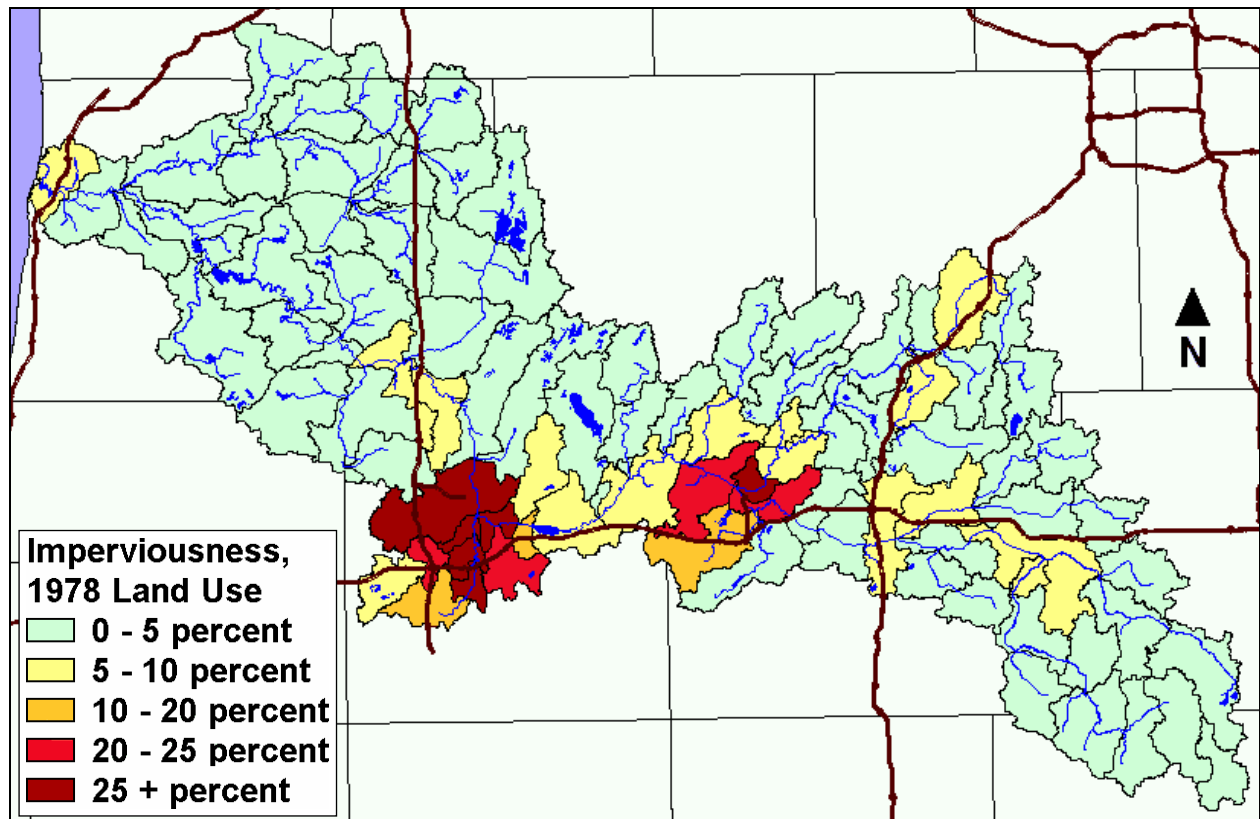 N
Imperviousness,
1978 Land Use
0 - 5 percent
5 - 10 percent
10 - 20 percent
20 - 25 percent
25 + percent